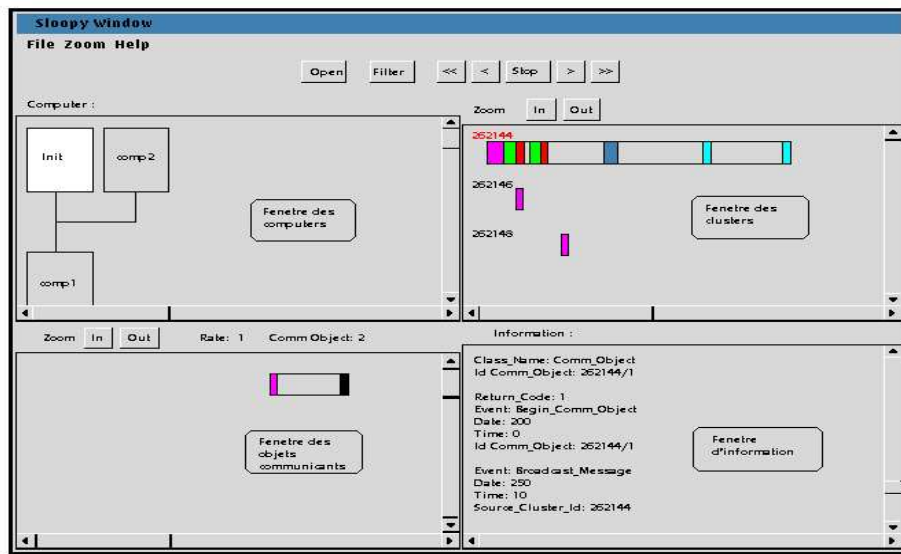 Sloopy Window
File Zoom Help
Open Filter << < Stop > >>
Computer :
Init comp2
Fenetre des
computers
comp1
Zoom In Out
262144
262146
262148
Fenetre des
clusters
Zoom In Out Rate: 1 Comm Object: 2
Fenetre des
objets
communicants
Information :
Class_Name: Comm_Object
Id Comm_Object: 262144/1
Return_Code: 1
Event: Begin_Comm_Object
Date: 200
Time: 0
Id Comm_Object: 262144/1
Event: Broadcast_Message
Date: 250
Time: 10
Source_Cluster_Id: 262144
Fenetre
d'information